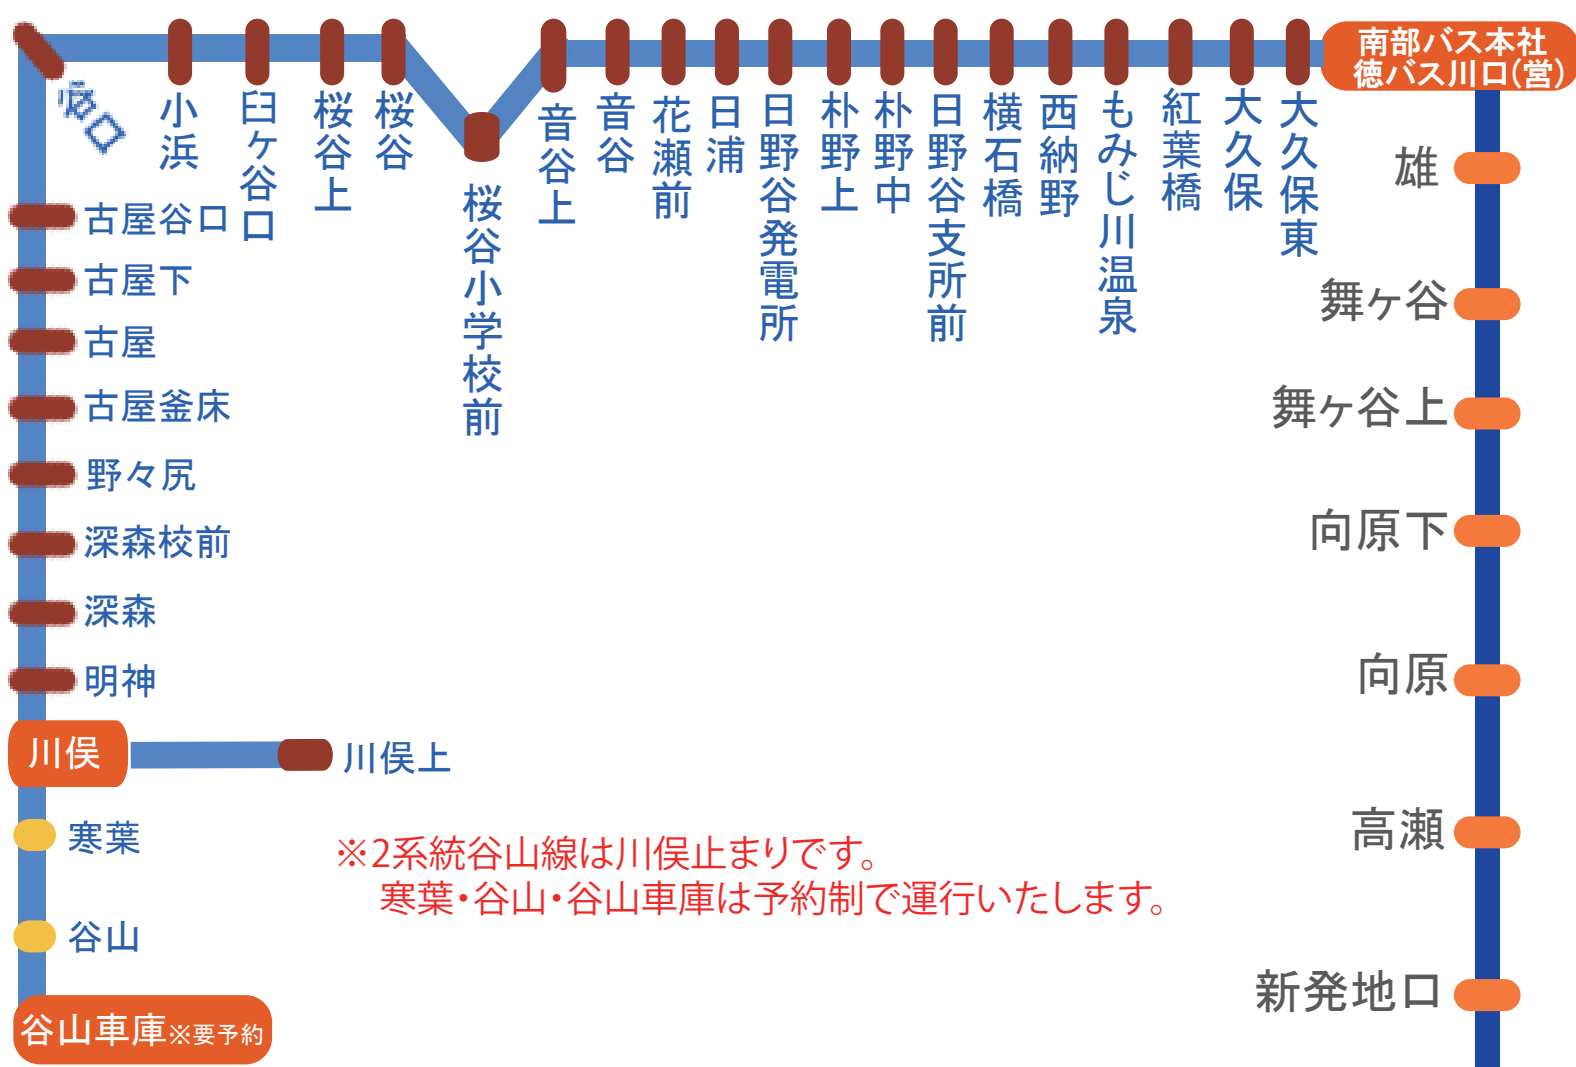 小浜
臼ヶ谷口
桜谷上
桜谷
桜谷小学校前
音谷上
音谷
花瀬前
日浦
日野谷発電所
朴野上
朴野中
日野谷支所前
横石橋
西納野
もみじ川温泉
紅葉橋
大久保
大久保東
南部バス本社
徳バス川口(営)
古屋谷口
古屋下
古屋
古屋釜床
野々尻
深森校前
深森
明神
川俣
川俣上
寒葉
谷山
谷山車庫※要予約
※2系統谷山線は川俣止まりです。
寒葉・谷山・谷山車庫は予約制で運行いたします。
雄
舞ヶ谷
舞ヶ谷上
向原下
向原
高瀬
新発地口